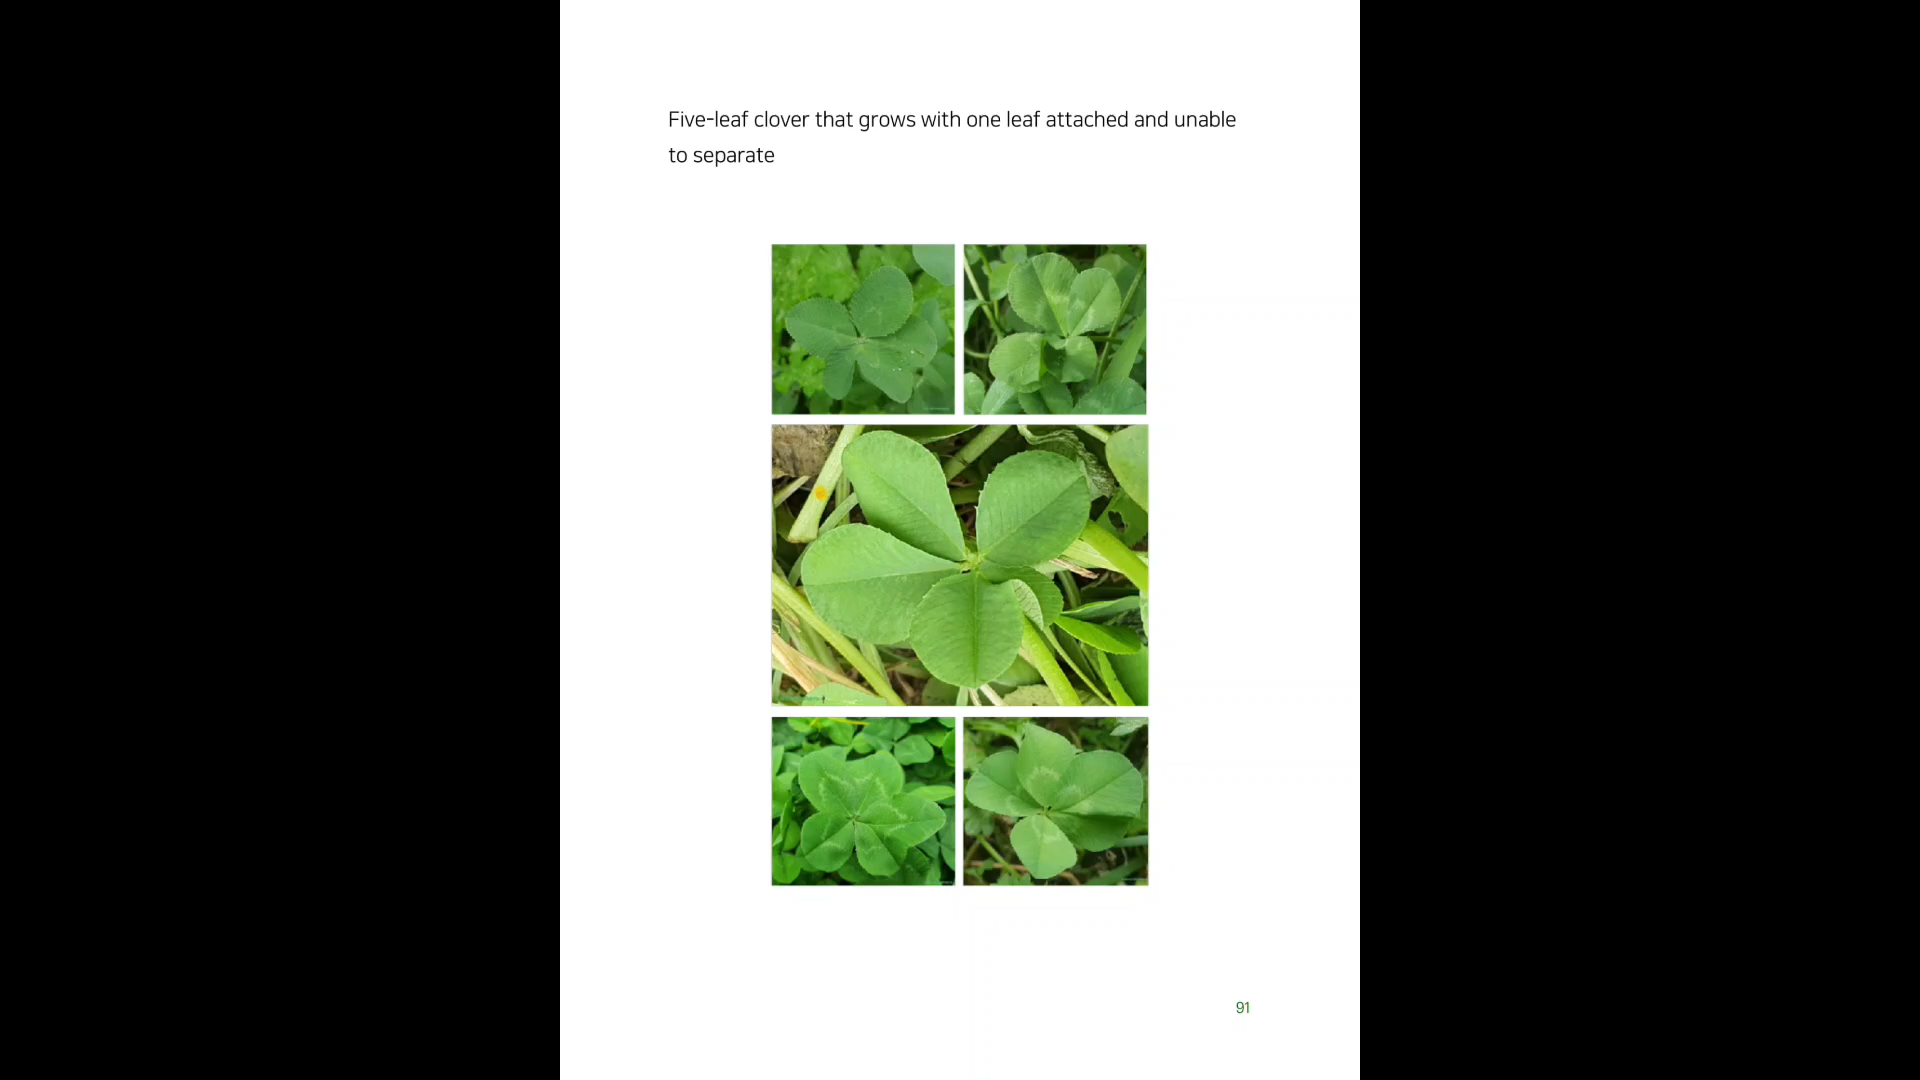 Five-leaf clover that grows with one leaf attached and unable
to separate
91